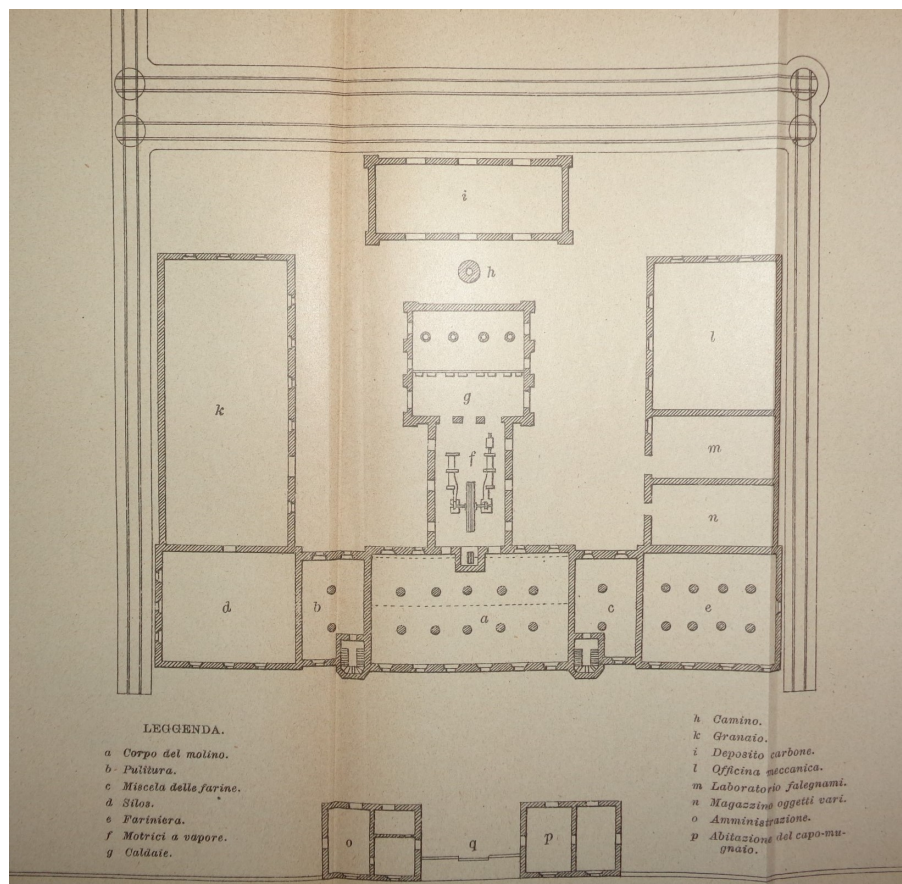 i
h
k
l
g
m
f
n
d
b
a
c
e
LEGGENDA.
a Corpo del molino.
b Pulitura.
c Miscela delle farine.
d Silos.
e Fariniera.
f Motrici a vapore.
g Caldaie.
h Camino.
k Granaio.
i Deposito carbone.
l Officina meccanica.
m Laboratorio falegnami.
n Magazzino oggetti vari.
o Amministrazione.
p Abitazione del capo-mu-
gnaio.
o
q
p